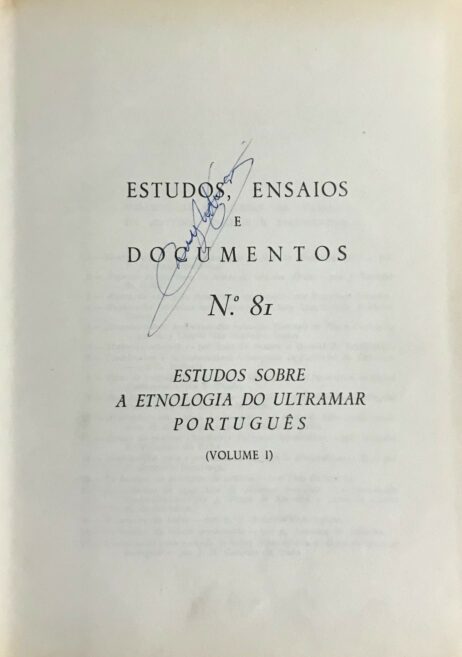 ESTUDOS, ENSAIOS
E
DOCUMENTOS
N.º 81
ESTUDOS SOBRE
A ETNOLOGIA DO ULTRAMAR
PORTUGUÊS
(VOLUME I)